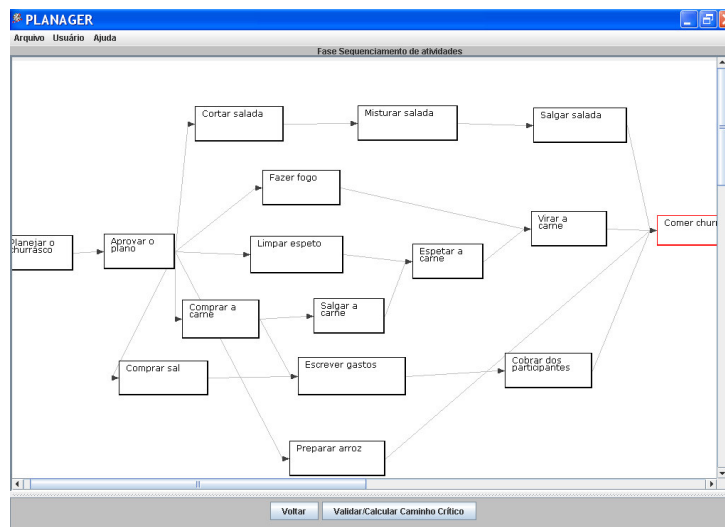 PLANAGER
Arquivo Usuário Ajuda
Fase Sequenciamento de atividades
Cortar salada
Misturar salada
Salgar salada
Fazer fogo
Virar a
carne
Comer churr
Planejar o
churrasco
Aprovar o
plano
Limpar espeto
Espetar a
carne
Comprar a
carne
Salgar a
carne
Comprar sal
Escrever gastos
Cobrar dos
participantes
Preparar arroz
Voltar
Validar/Calcular Caminho Crítico